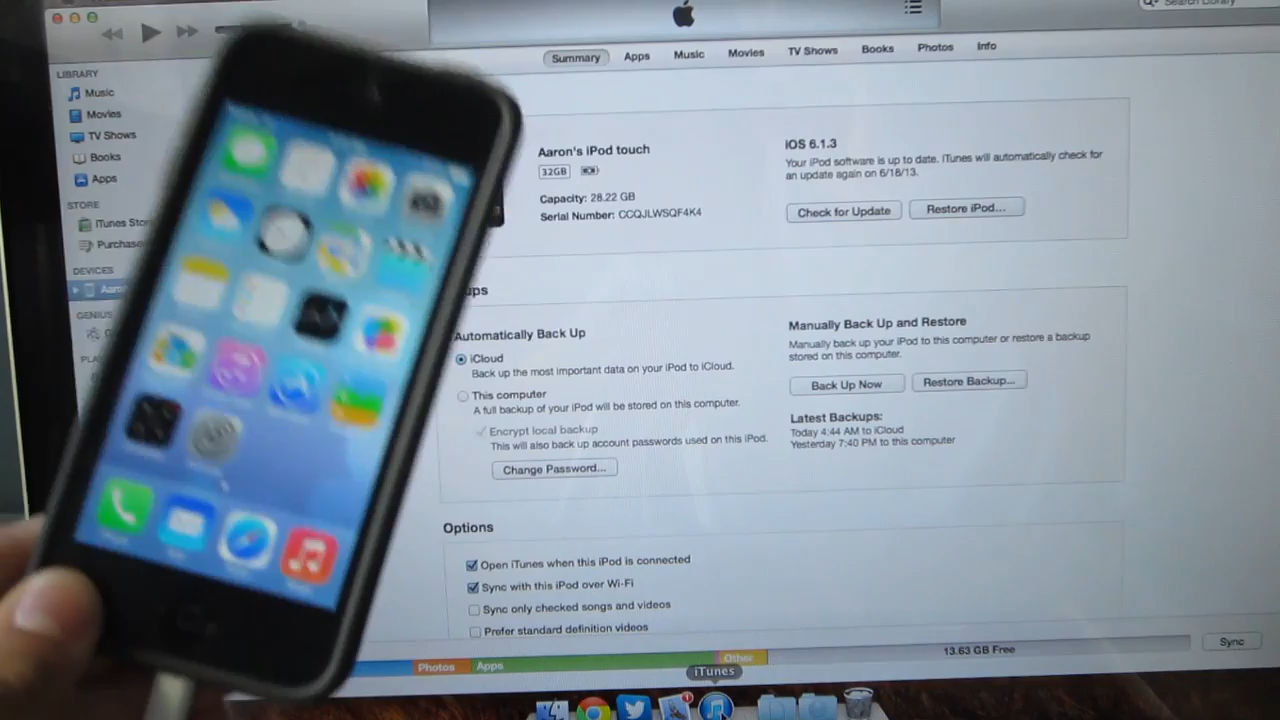 Search Library
Summary Apps Music Movies TV Shows Books Photos Info
LIBRARY
Music
Movies
TV Shows
Books
Apps
STORE
iTunes Sto
Purchase
DEVICES
Aaro
GENIUS
Aaron's iPod touch
32GB
Capacity: 28.22 GB
Serial Number: CCQJLWSQF4K4
iOS 6.1.3
Your iPod software is up to date. iTunes will automatically check for
an update again on 6/18/13.
Check for Update Restore iPod...
ups
Automatically Back Up
iCloud
Back up the most important data on your iPod to iCloud.
This computer
A full backup of your iPod will be stored on this computer.
Encrypt local backup
This will also back up account passwords used on this iPod.
Change Password...
Manually Back Up and Restore
Manually back up your iPod to this computer or restore a backup
stored on this computer.
Back Up Now Restore Backup...
Latest Backups:
Today 4:44 AM to iCloud
Yesterday 7:40 PM to this computer
Options
Open iTunes when this iPod is connected
Sync with this iPod over Wi-Fi
Sync only checked songs and videos
Prefer standard definition videos
Photos Apps Other 13.63 GB Free Sync
iTunes
1